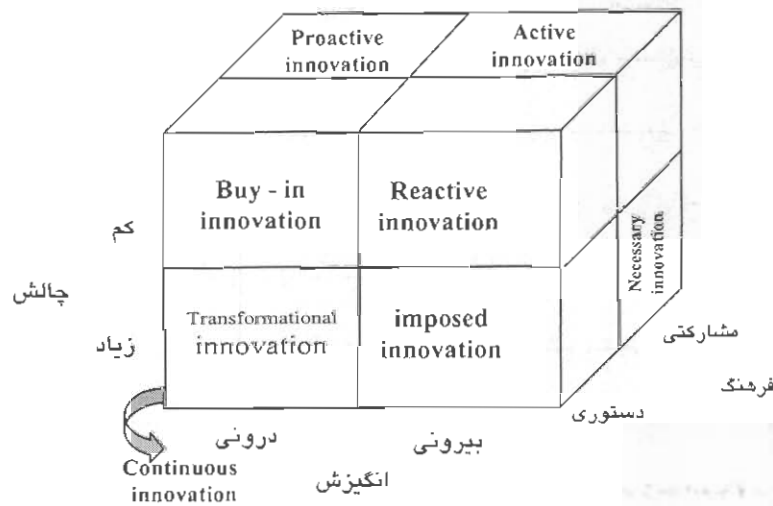 Proactive
innovation
Active
innovation
Buy - in
innovation
Reactive
innovation
Necessary
innovation
کم
چالش
زیاد
Transformational
innovation
imposed
innovation
مشارکتی
فرهنگ
دستوری
درونی
بیرونی
انگیزش
Continuous
innovation